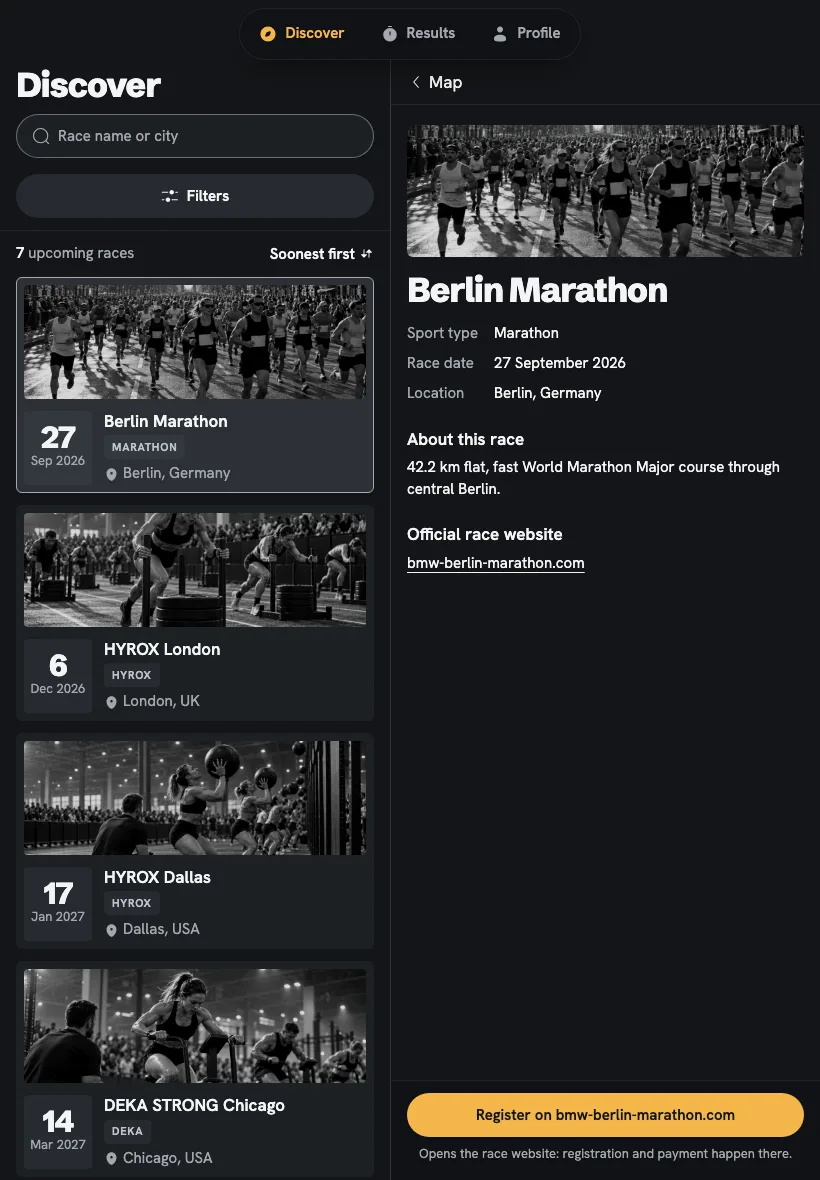 Discover
Results
Profile
Discover
Race name or city
Filters
7 upcoming races
Soonest first
27
Sep 2026
Berlin Marathon
MARATHON
Berlin, Germany
6
Dec 2026
HYROX London
HYROX
London, UK
17
Jan 2027
HYROX Dallas
HYROX
Dallas, USA
14
Mar 2027
DEKA STRONG Chicago
DEKA
Chicago, USA
Map
Berlin Marathon
Sport type Marathon
Race date 27 September 2026
Location Berlin, Germany
About this race
42.2 km flat, fast World Marathon Major course through
central Berlin.
Official race website
bmw-berlin-marathon.com
Register on bmw-berlin-marathon.com
Opens the race website: registration and payment happen there.